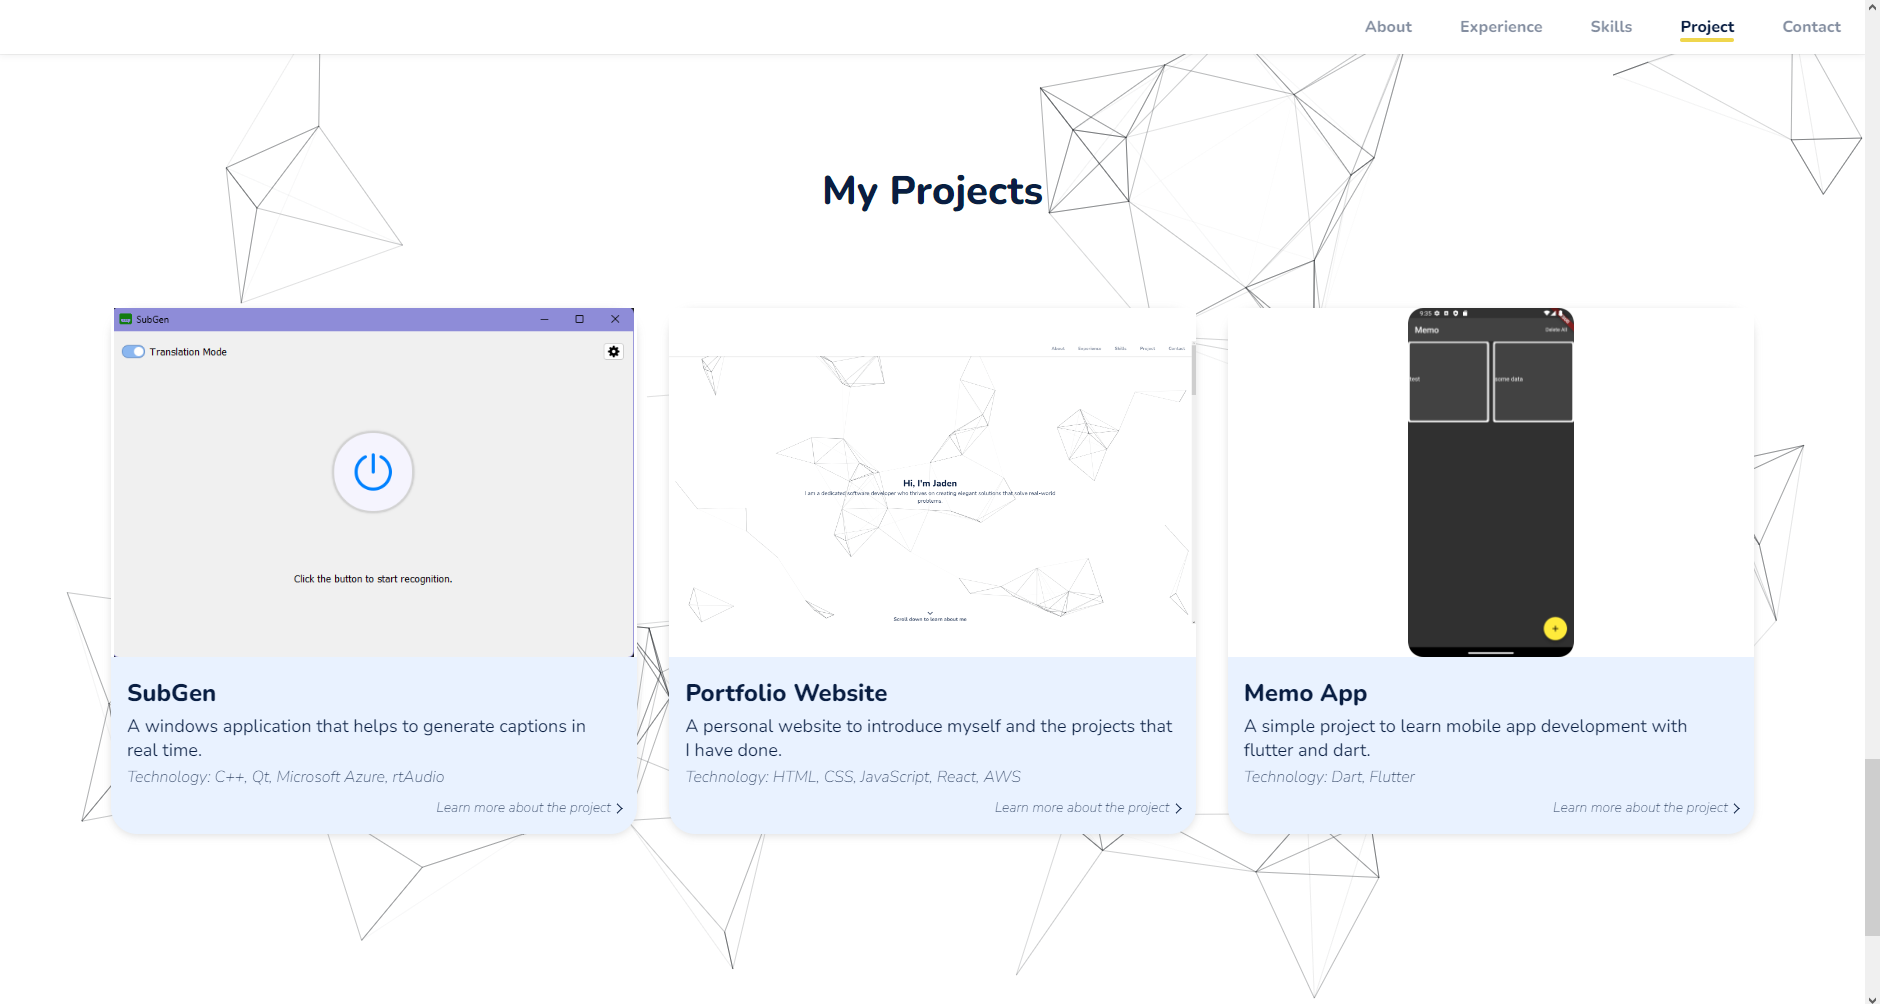 About Experience Skills Project Contact
My Projects
SubGen
Translation Mode
Click the button to start recognition.
About Experience Skills Project Contact
Hi, I'm Jaden
I am a dedicated software developer who thrives on creating elegant solutions that solve real-world
problems.
Scroll down to learn about me
9:35
Memo
Delete All
test
some data
SubGen
A windows application that helps to generate captions in
real time.
Technology: C++, Qt, Microsoft Azure, rtAudio
Learn more about the project
Portfolio Website
A personal website to introduce myself and the projects that
I have done.
Technology: HTML, CSS, JavaScript, React, AWS
Learn more about the project
Memo App
A simple project to learn mobile app development with
flutter and dart.
Technology: Dart, Flutter
Learn more about the project